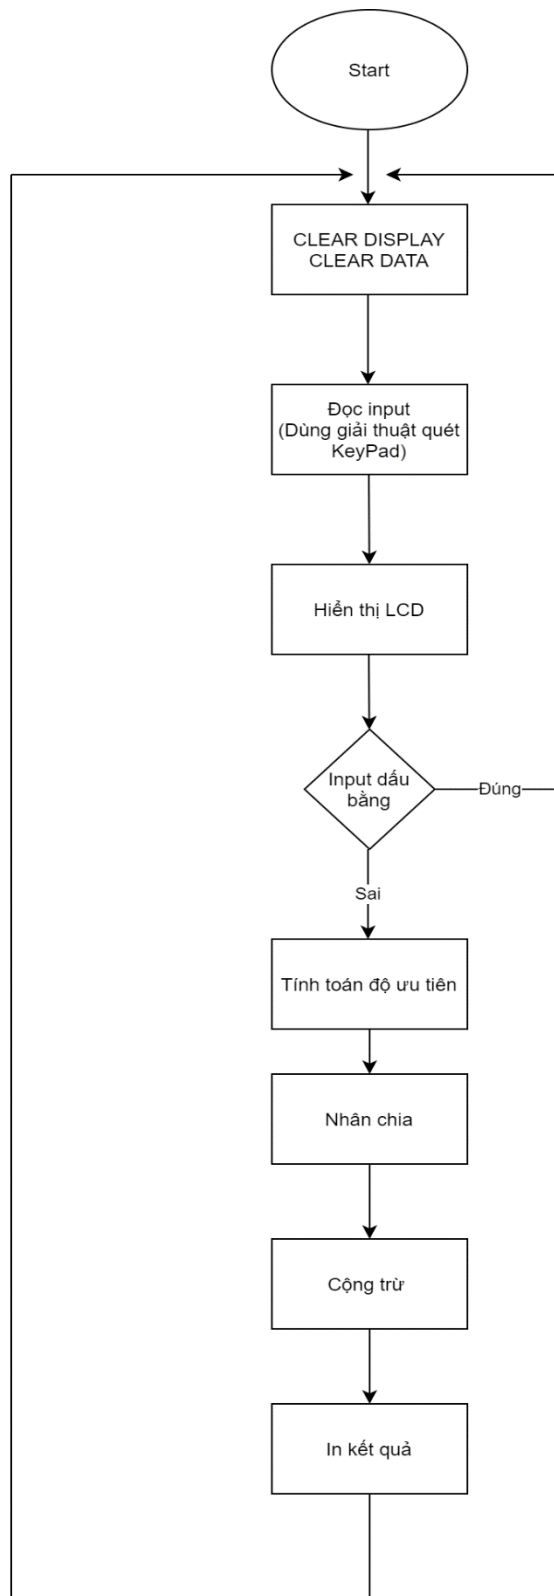 Start
CLEAR DISPLAY
CLEAR DATA
Đọc input
(Dùng giải thuật quét
KeyPad)
Hiển thị LCD
Input dấu
bằng
Đúng
Sai
Tính toán độ ưu tiên
Nhân chia
Cộng trừ
In kết quả